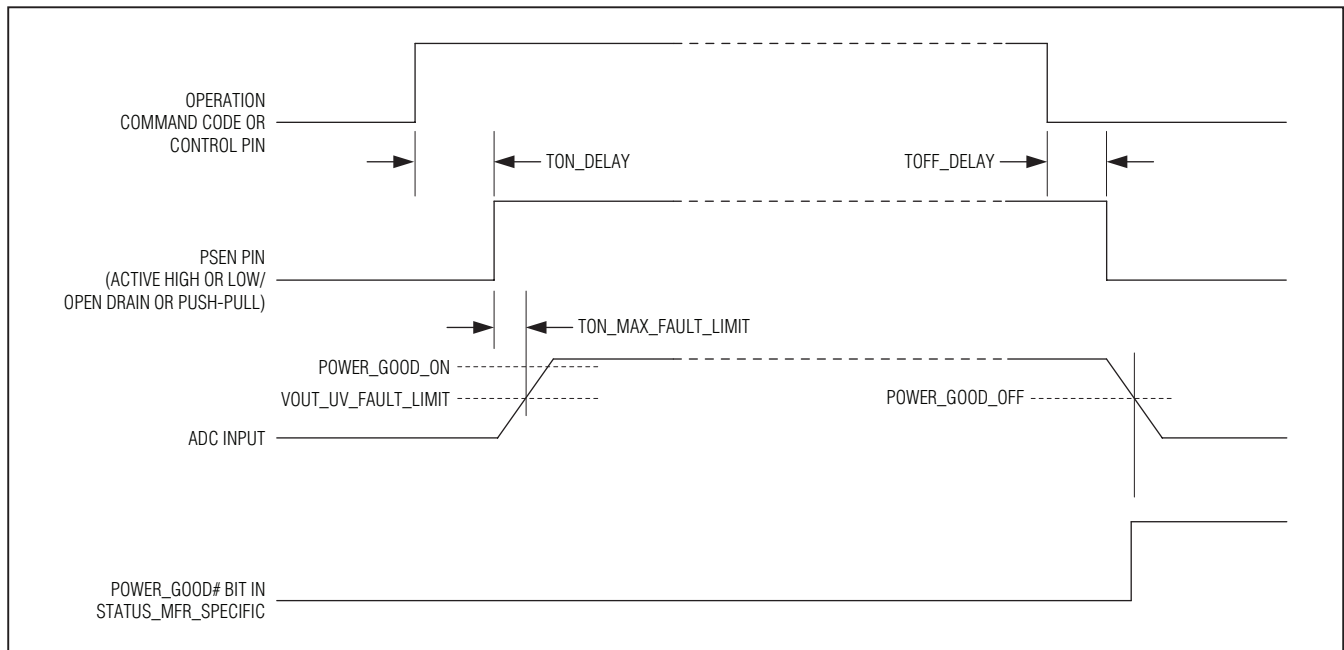 OPERATION
COMMAND CODE OR
CONTROL PIN
TON_DELAY
TOFF_DELAY
PSEN PIN
(ACTIVE HIGH OR LOW/
OPEN DRAIN OR PUSH-PULL)
TON_MAX_FAULT_LIMIT
POWER_GOOD_ON
VOUT_UV_FAULT_LIMIT
POWER_GOOD_OFF
ADC INPUT
POWER_GOOD# BIT IN
STATUS_MFR_SPECIFIC